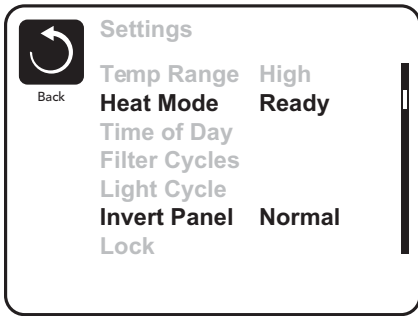 Settings
Back
Temp Range High
Heat Mode Ready
Time of Day
Filter Cycles
Light Cycle
Invert Panel Normal
Lock